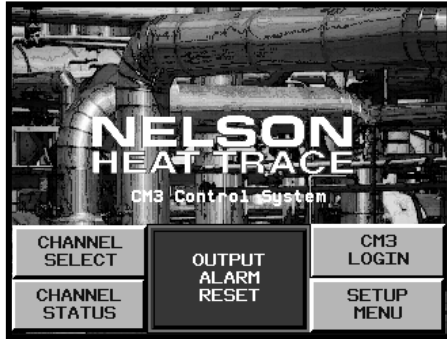 NELSON
HEAT TRACE
CM3 Control System
CHANNEL
SELECT
OUTPUT
ALARM
RESET
CM3
LOGIN
CHANNEL
STATUS
SETUP
MENU